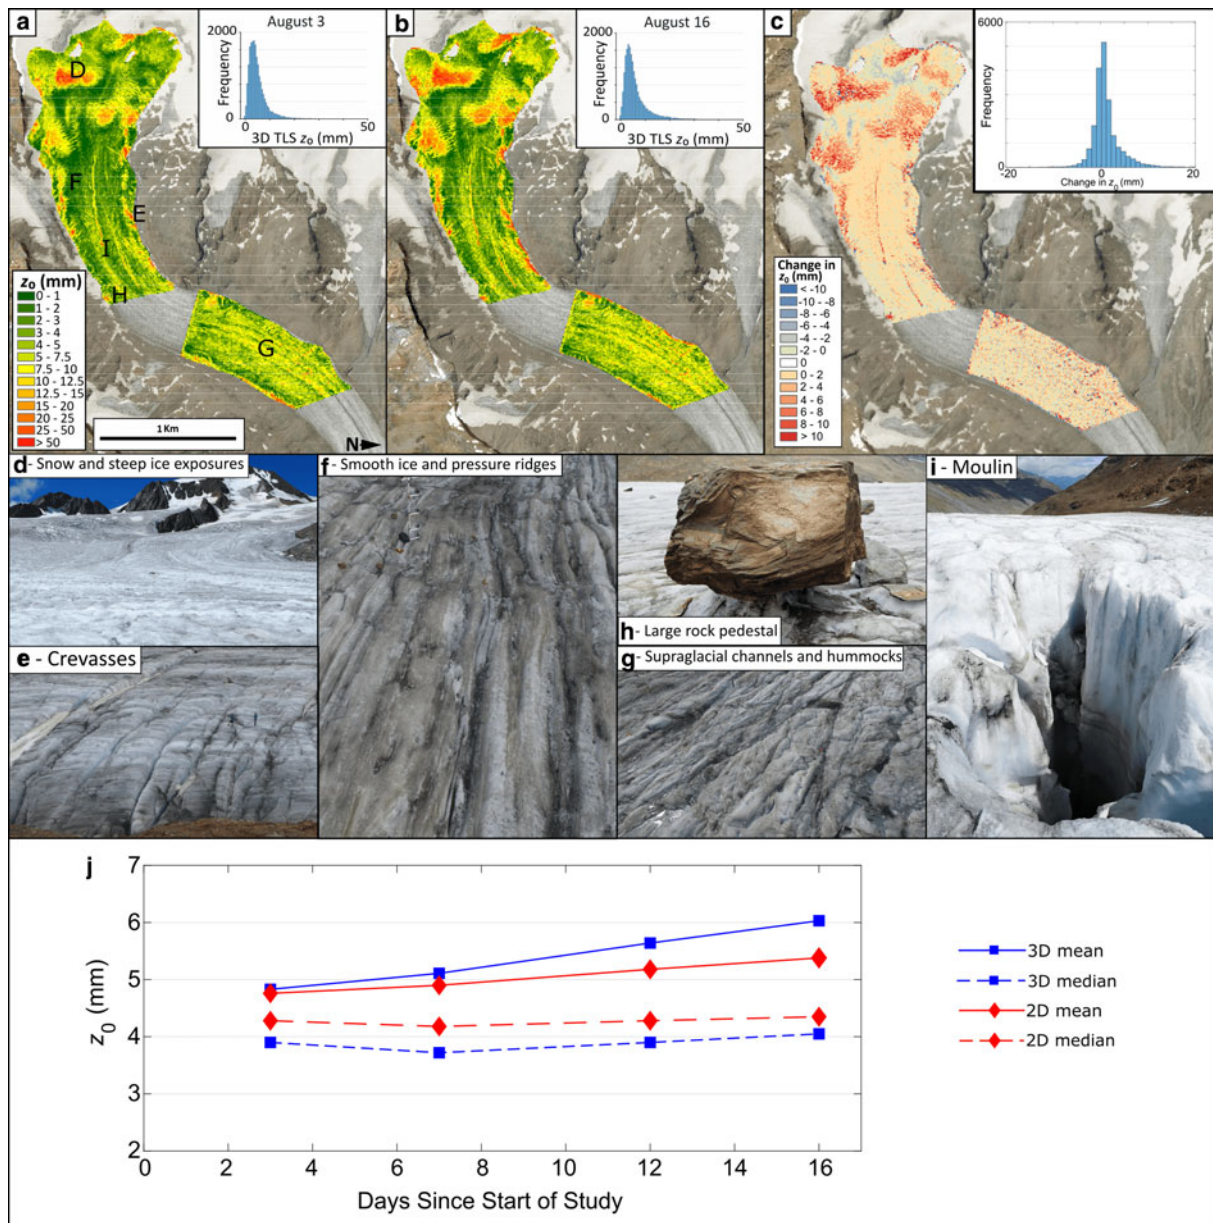 a
August 3
2000
Frequency
0
0
50
3D TLS z₀ (mm)
D
F
E
I
H
G
z₀ (mm)
0 - 1
1 - 2
2 - 3
3 - 4
4 - 5
5 - 7.5
7.5 - 10
10 - 12.5
12.5 - 15
15 - 20
20 - 25
25 - 50
> 50
1 Km
N
b
August 16
2000
Frequency
0
0
50
3D TLS z₀ (mm)
c
6000
Frequency
0
-20
0
20
Change in z₀ (mm)
Change in
z₀ (mm)
< -10
-10 - -8
-8 - -6
-6 - -4
-4 - -2
-2 - 0
0
0 - 2
2 - 4
4 - 6
6 - 8
8 - 10
> 10
d - Snow and steep ice exposures
e - Crevasses
f - Smooth ice and pressure ridges
h - Large rock pedestal
g - Supraglacial channels and hummocks
i - Moulin
j
7
6
5
4
3
2
z₀ (mm)
0 2 4 6 8 10 12 14 16
Days Since Start of Study
3D mean
3D median
2D mean
2D median